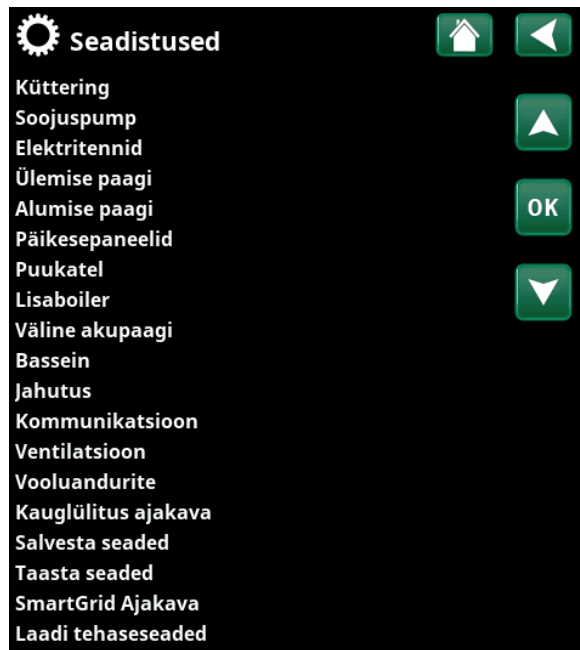 Seadistused
Küttering
Soojuspump
Elektritennid
Ülemise paagi
Alumise paagi
OK
Päikesepaneelid
Puukatel
Lisaboiler
Väline akupaagi
Bassein
Jahutus
Kommunikatsioon
Ventilatsioon
Vooluandurite
Kauglülitus ajakava
Salvesta seaded
Taasta seaded
SmartGrid Ajakava
Laadi tehaseseaded